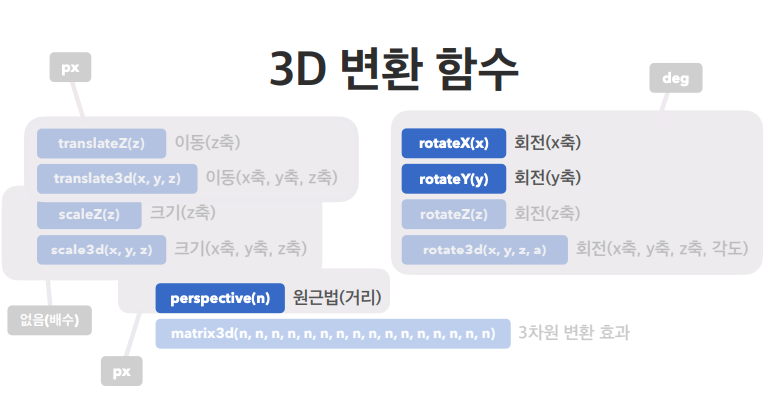 3D 변환 함수
px
deg
translateZ(z) 이동(z축)
translate3d(x, y, z) 이동(x축, y축, z축)
scaleZ(z) 크기(z축)
scale3d(x, y, z) 크기(x축, y축, z축)
rotateX(x) 회전(x축)
rotateY(y) 회전(y축)
rotateZ(z) 회전(z축)
rotate3d(x, y, z, a) 회전(x축, y축, z축, 각도)
perspective(n) 원근법(거리)
없음(배수)
matrix3d(n, n, n, n, n, n, n, n, n, n, n, n, n, n, n, n) 3차원 변환 효과
px